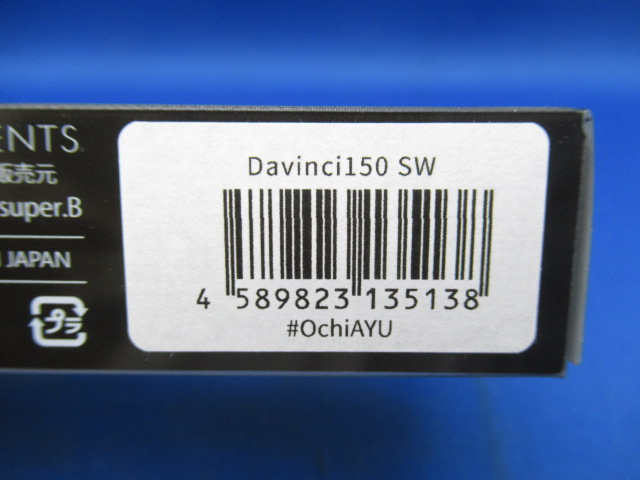 ENTS
販売元
super.B
JAPAN
プラ
Davinci150 SW
4 589823 135138
#OchiAYU